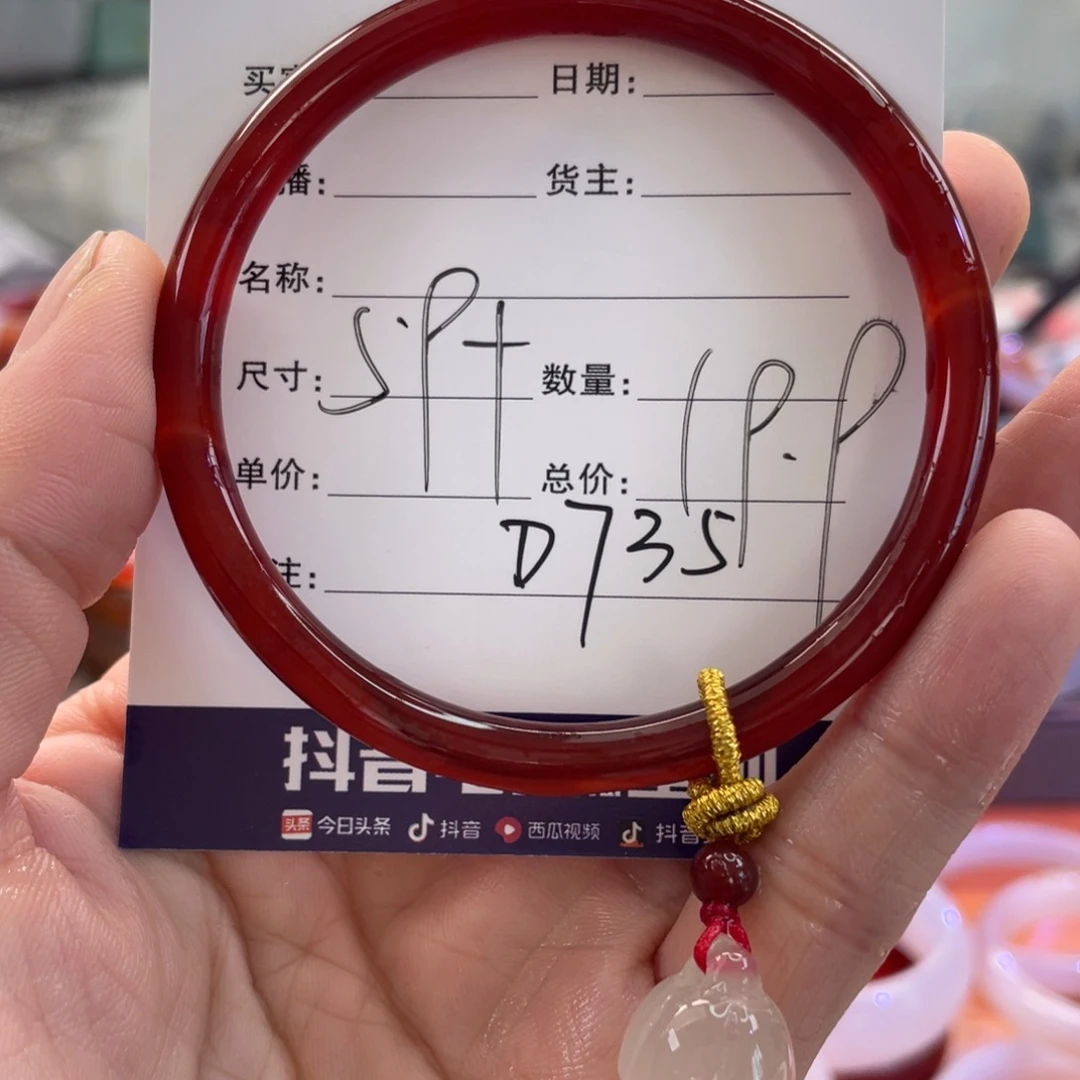 买 日期:
播: 货主:
名称:
尺寸: 数量:
单价: 总价:
D735
注:
抖音
头条 今日头条 抖音 西瓜视频 抖音